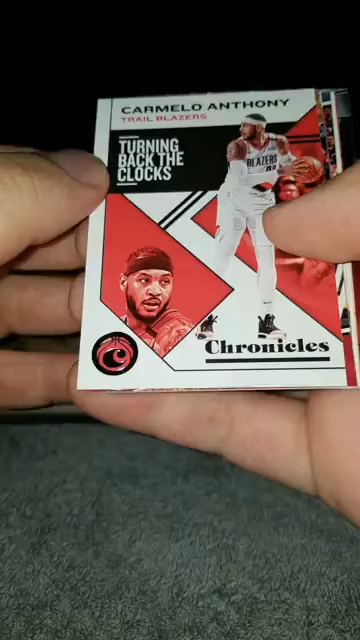 CARMELO ANTHONY
TRAIL BLAZERS
TURNING
BACK THE
CLOCKS
BLAZERS
Chronicles